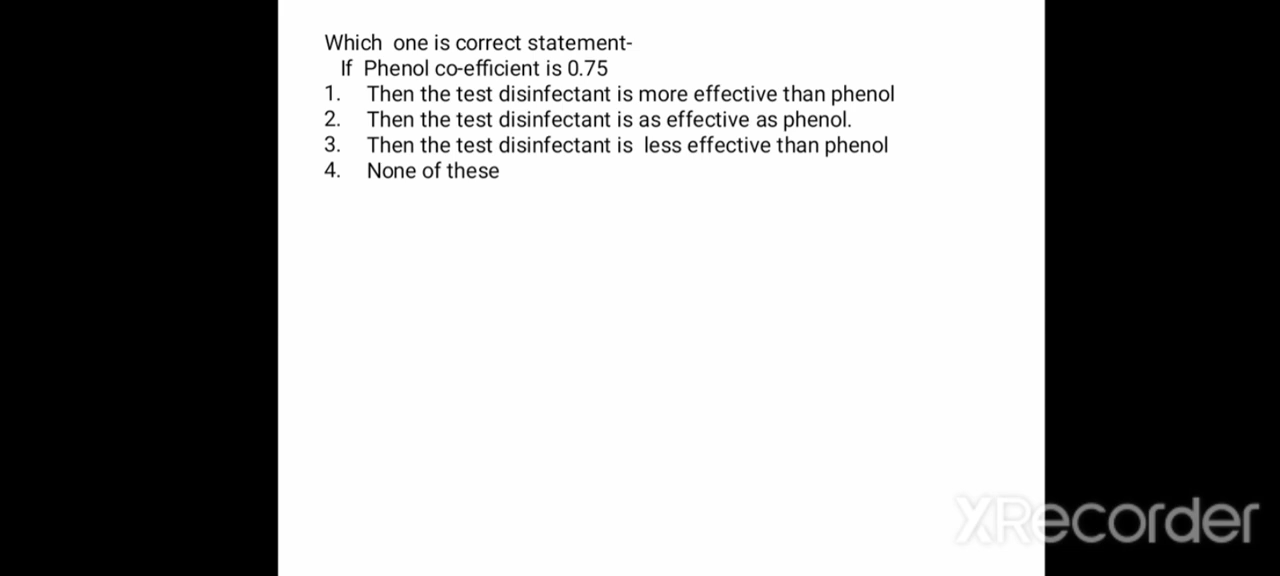 Which one is correct statement-
If Phenol co-efficient is 0.75
1. Then the test disinfectant is more effective than phenol
2. Then the test disinfectant is as effective as phenol.
3. Then the test disinfectant is less effective than phenol
4. None of these
XRecorder